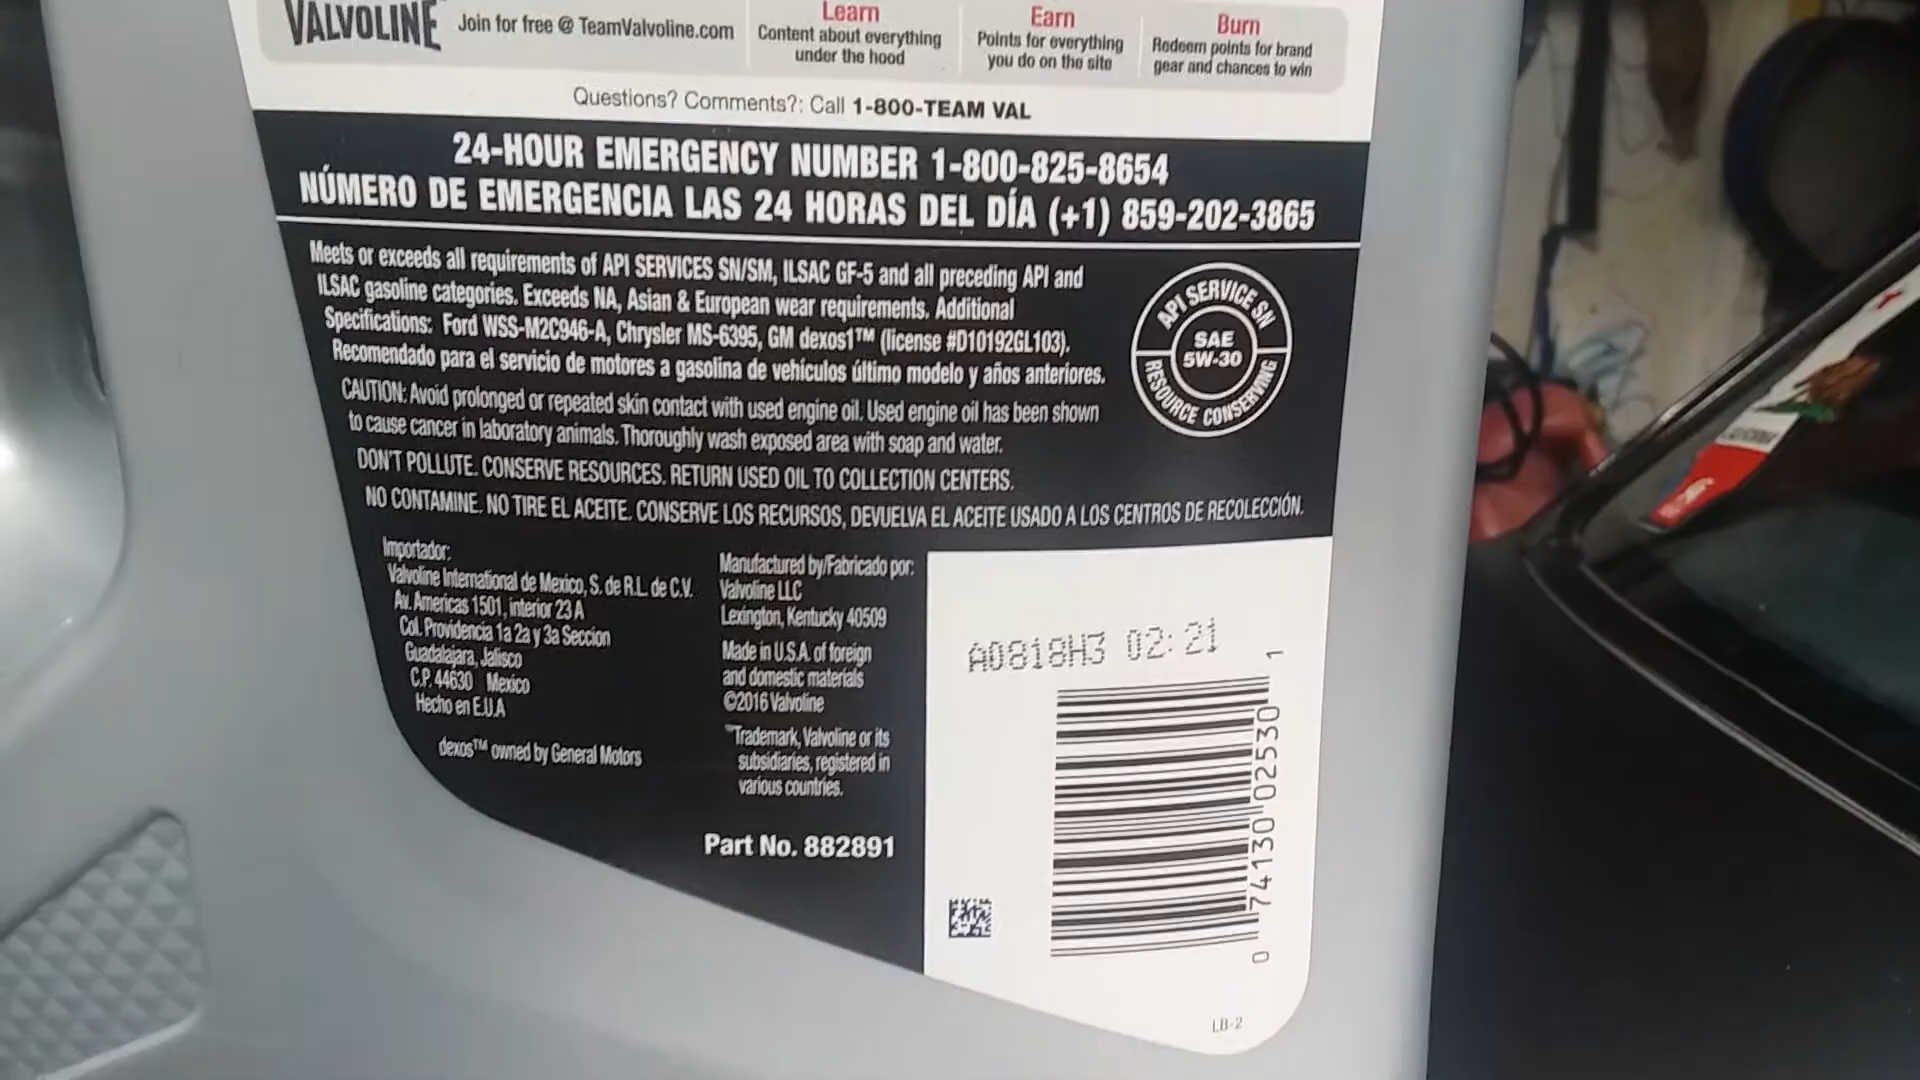 VALVOLINE
Join for free @ TeamValvoline.com
Learn
Content about everything
under the hood
Earn
Points for everything
you do on the site
Burn
Redeem points for brand
gear and chances to win
Questions? Comments?: Call 1-800-TEAM VAL
24-HOUR EMERGENCY NUMBER 1-800-825-8654
NÚMERO DE EMERGENCIA LAS 24 HORAS DEL DÍA (+1) 859-202-3865
Meets or exceeds all requirements of API SERVICES SN/SM, ILSAC GF-5 and all preceding API and
ILSAC gasoline categories. Exceeds NA, Asian & European wear requirements. Additional
Specifications: Ford WSS-M2C946-A, Chrysler MS-6395, GM dexos1™ (license #D10192GL103).
Recomendado para el servicio de motores a gasolina de vehículos último modelo y años anteriores.
API SERVICE SN
SAE
5W-30
RESOURCE CONSERVING
CAUTION: Avoid prolonged or repeated skin contact with used engine oil. Used engine oil has been shown
to cause cancer in laboratory animals. Thoroughly wash exposed area with soap and water.
DON'T POLLUTE. CONSERVE RESOURCES. RETURN USED OIL TO COLLECTION CENTERS.
NO CONTAMINE. NO TIRE EL ACEITE. CONSERVE LOS RECURSOS, DEVUELVA EL ACEITE USADO A LOS CENTROS DE RECOLECCIÓN.
Importador:
Valvoline International de Mexico, S. de R.L. de C.V.
Av. Americas 1501, interior 23 A
Col. Providencia 1a 2a y 3a Seccion
Guadalajara, Jalisco
C.P. 44630 Mexico
Hecho en E.U.A
dexos™ owned by General Motors
Manufactured by/Fabricado por:
Valvoline LLC
Lexington, Kentucky 40509
Made in U.S.A. of foreign
and domestic materials
©2016 Valvoline
™Trademark, Valvoline or its
subsidiaries, registered in
various countries.
Part No. 882891
A0818H3 02:21
0 74130 02530 1
LB-2